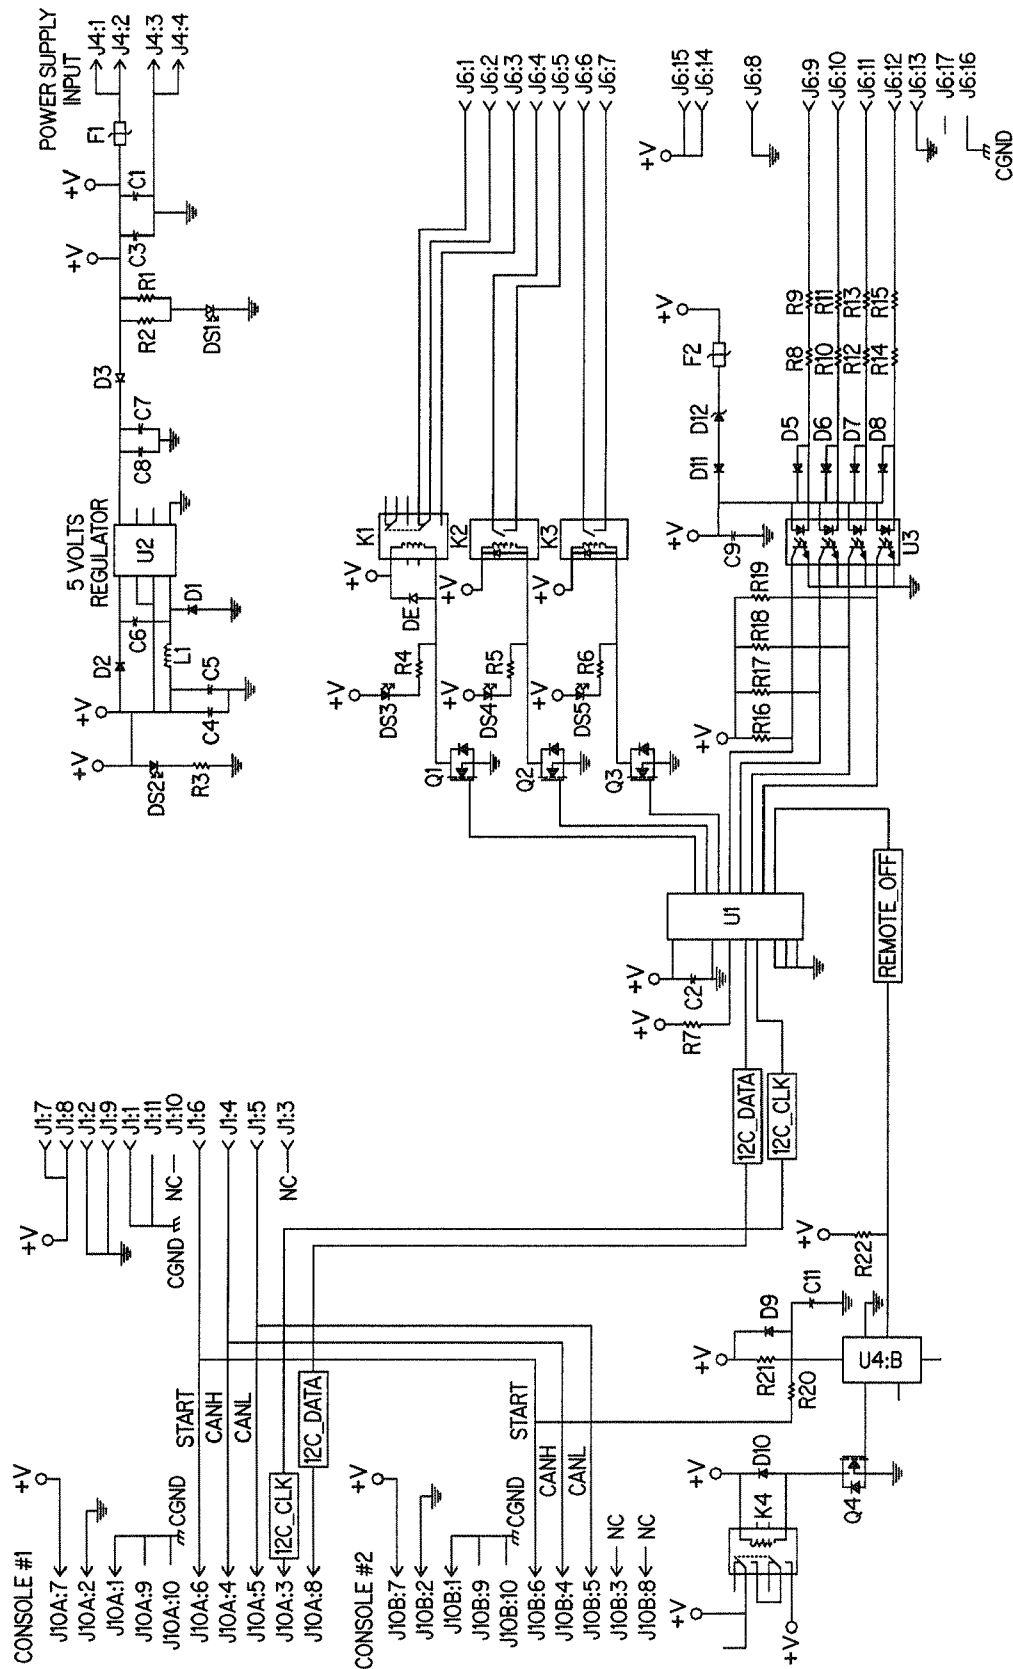 POWER SUPPLY
INPUT
J4:1
J4:2
J4:3
J4:4
F1
+V
C1
C3
+V
R1
R2
DS1
D3
C7
C8
5 VOLTS
REGULATOR
U2
D1
C6
D2
L1
C5
C4
+V
+V
DS2
R3
J6:1
J6:2
J6:3
J6:4
J6:5
J6:6
J6:7
K1
K2
K3
+V
+V
+V
DE
R4
R5
R6
+V
DS3
+V
DS4
+V
DS5
Q1
Q2
Q3
J6:15
J6:14
+V
J6:8
J6:9
J6:10
J6:11
J6:12
J6:13
J6:17
J6:16
CGND
+V
F2
D12
D11
+V
C9
R9
R11
R13
R15
R8
R10
R12
R14
D5
D6
D7
D8
U3
R19
R18
R17
R16
+V
U1
REMOTE_OFF
+V
C2
+V
R7
12C_DATA
12C_CLK
J1:7
J1:8
J1:2
J1:9
J1:1
J1:11
J1:10
J1:6
J1:4
J1:5
J1:3
+V
CGND
NC
NC
START
CANH
CANL
12C_CLK
12C_DATA
CONSOLE #1
J10A:7
J10A:2
J10A:1
J10A:9
J10A:10
J10A:6
J10A:4
J10A:5
J10A:3
J10A:8
+V
CGND
CONSOLE #2
J10B:7
J10B:2
J10B:1
J10B:9
J10B:10
J10B:6
J10B:4
J10B:5
J10B:3
J10B:8
+V
CGND
START
CANH
CANL
NC
NC
+V
R22
C11
D9
+V
R21
R20
U4:B
+V
D10
K4
Q4
+V
+V